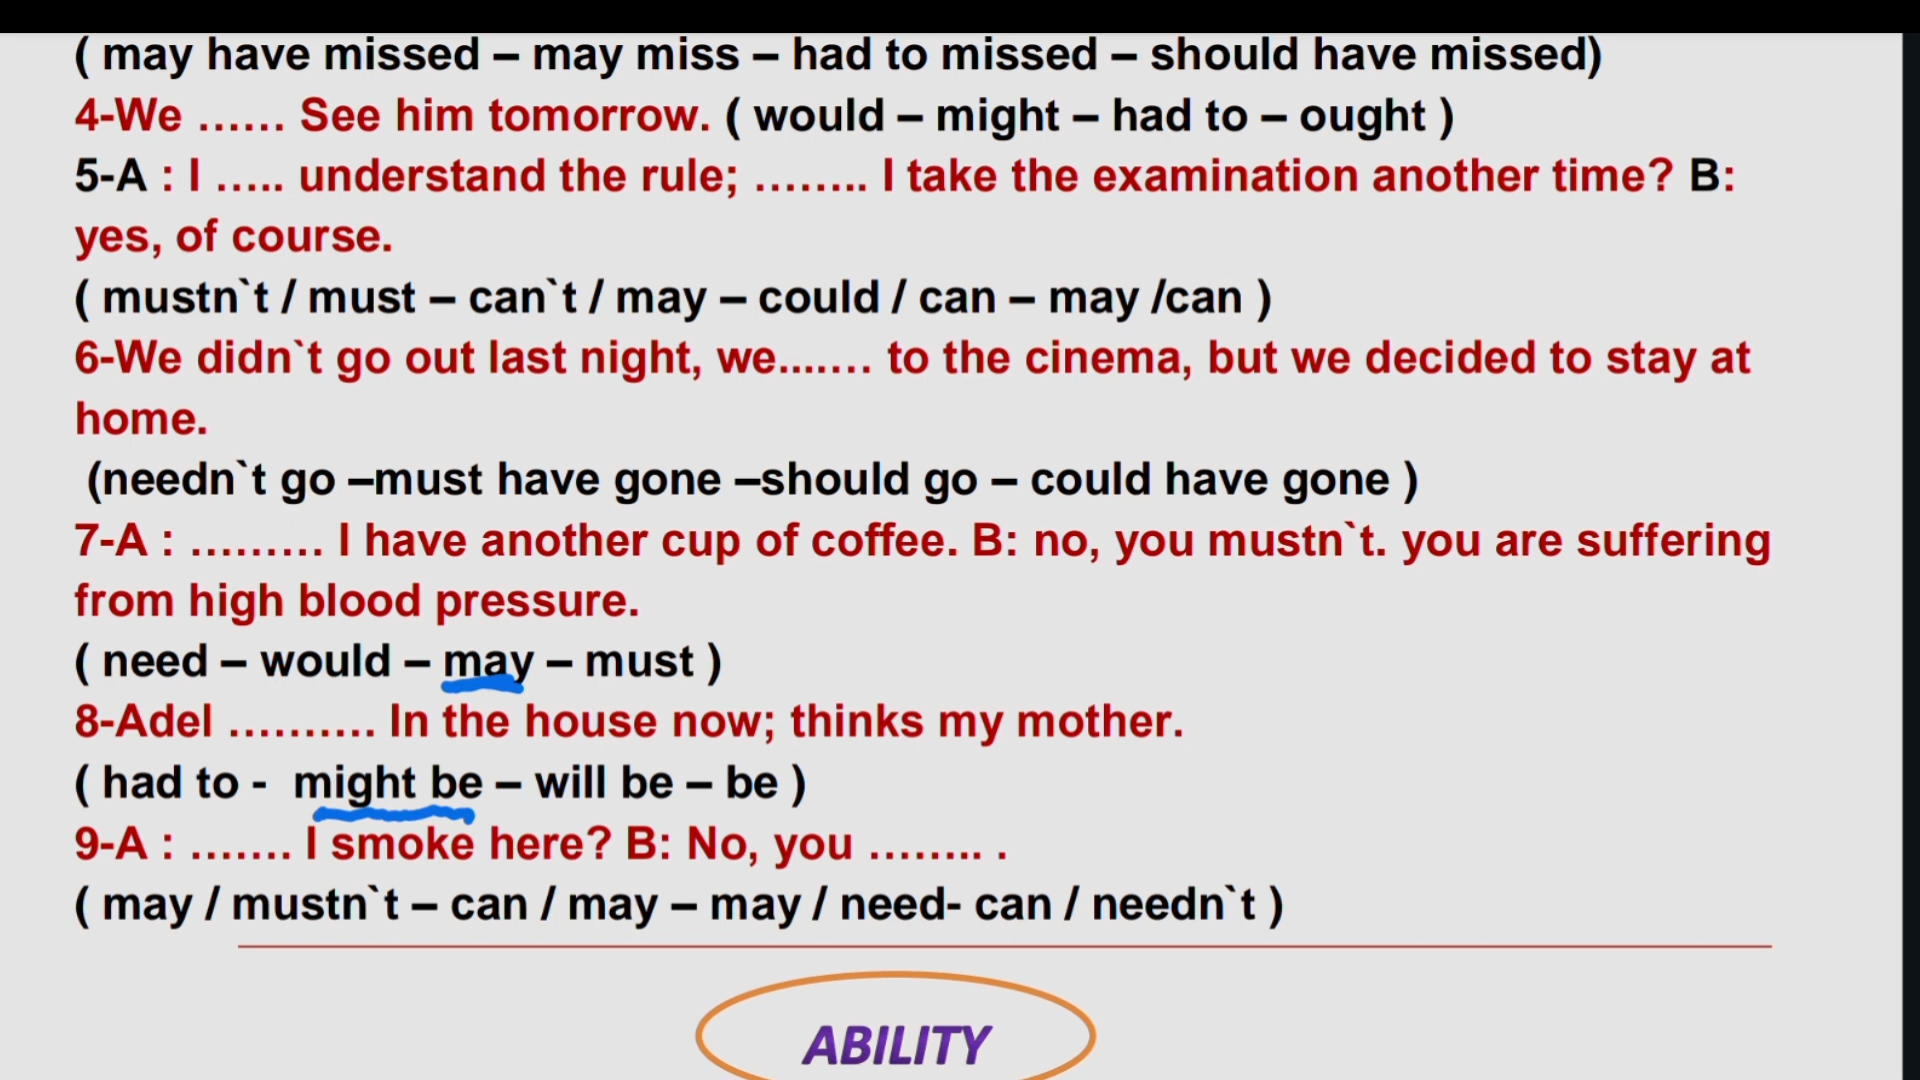 ( may have missed – may miss – had to missed – should have missed)
4-We ...... See him tomorrow. ( would – might – had to – ought )
5-A : I ..... understand the rule; ........ I take the examination another time? B:
yes, of course.
( mustn`t / must – can`t / may – could / can – may /can )
6-We didn`t go out last night, we....... to the cinema, but we decided to stay at
home.
(needn`t go –must have gone –should go – could have gone )
7-A : ......... I have another cup of coffee. B: no, you mustn`t. you are suffering
from high blood pressure.
( need – would – may – must )
8-Adel .......... In the house now; thinks my mother.
( had to - might be – will be – be )
9-A : ....... I smoke here? B: No, you ........ .
( may / mustn`t – can / may – may / need- can / needn`t )
ABILITY